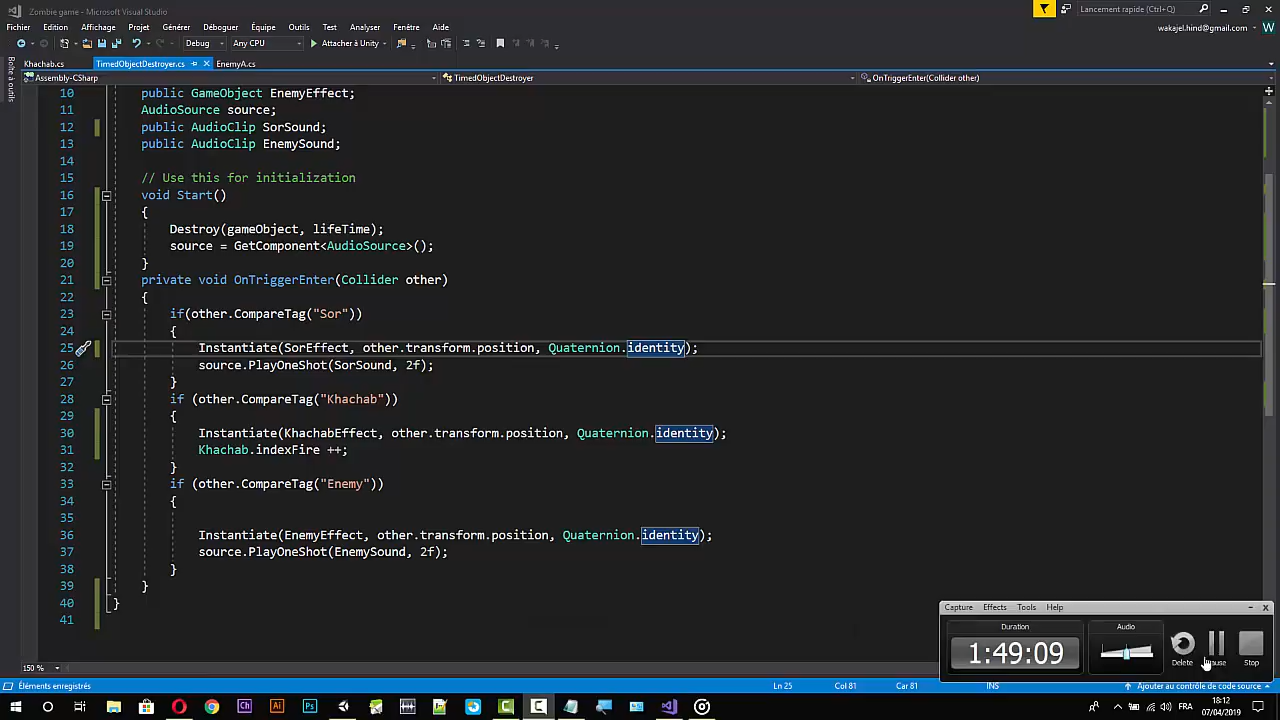 Zombie game - Microsoft Visual Studio
Lancement rapide (Ctrl+Q)
Fichier Edition Affichage Projet Générer Déboguer Équipe Outils Test Analyser Fenêtre Aide
wakajel.hind@gmail.com
W
Debug Any CPU Attacher à Unity
Boîte à outils
Khachab.cs TimedObjectDestroyer.cs EnemyA.cs
Assembly-CSharp TimedObjectDestroyer OnTriggerEnter(Collider other)
10 public GameObject EnemyEffect;
11 AudioSource source;
12 public AudioClip SorSound;
13 public AudioClip EnemySound;
14
15 // Use this for initialization
16 void Start()
17 {
18 Destroy(gameObject, lifeTime);
19 source = GetComponent<AudioSource>();
20 }
21 private void OnTriggerEnter(Collider other)
22 {
23 if(other.CompareTag("Sor"))
24 {
25 Instantiate(SorEffect, other.transform.position, Quaternion.identity);
26 source.PlayOneShot(SorSound, 2f);
27 }
28 if (other.CompareTag("Khachab"))
29 {
30 Instantiate(KhachabEffect, other.transform.position, Quaternion.identity);
31 Khachab.indexFire ++;
32 }
33 if (other.CompareTag("Enemy"))
34 {
35
36 Instantiate(EnemyEffect, other.transform.position, Quaternion.identity);
37 source.PlayOneShot(EnemySound, 2f);
38 }
39 }
40 }
41
Capture Effects Tools Help
Duration Audio
1:49:09
Delete Pause Stop
150 %
Éléments enregistrés Ln 25 Col 81 Car 81 INS Ajouter au contrôle de code source
Ch Ai Ps
FRA
18:12
07/04/2019